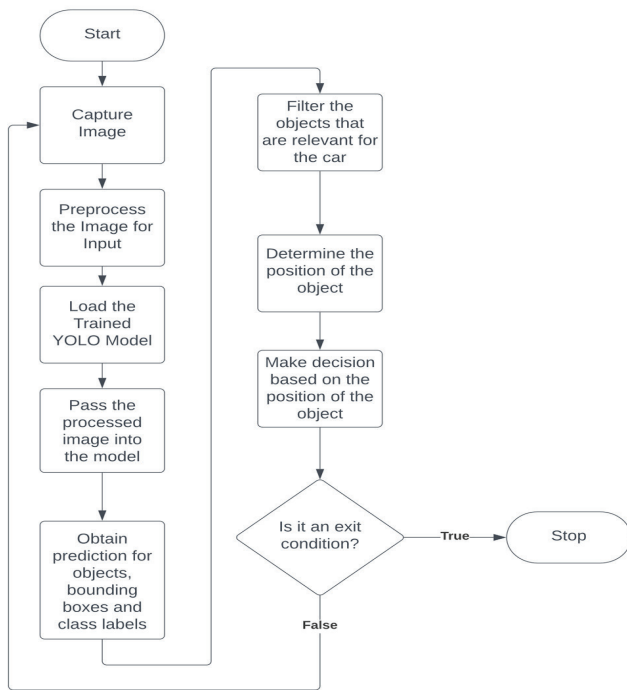 Start
Capture
Image
Preprocess
the Image for
Input
Load the
Trained
YOLO Model
Pass the
processed
image into
the model
Obtain
prediction for
objects,
bounding
boxes and
class labels
Filter the
objects that
are relevant for
the car
Determine the
position of the
object
Make decision
based on the
position of the
object
Is it an exit
condition?
True
Stop
False